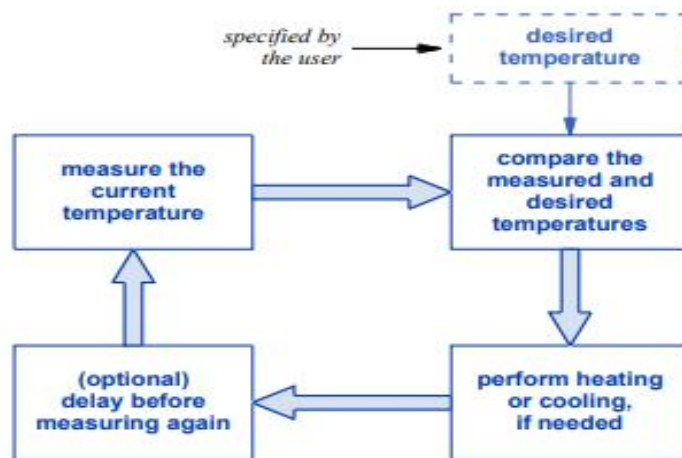 specified by
the user
desired
temperature
measure the
current
temperature
compare the
measured and
desired
temperatures
(optional)
delay before
measuring again
perform heating
or cooling,
if needed